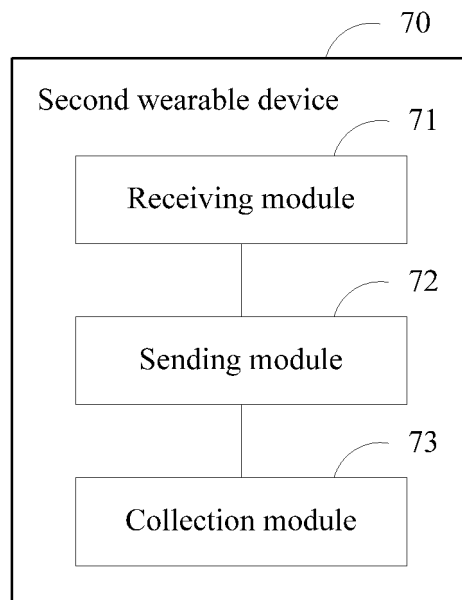 70
Second wearable device
71
Receiving module
72
Sending module
73
Collection module